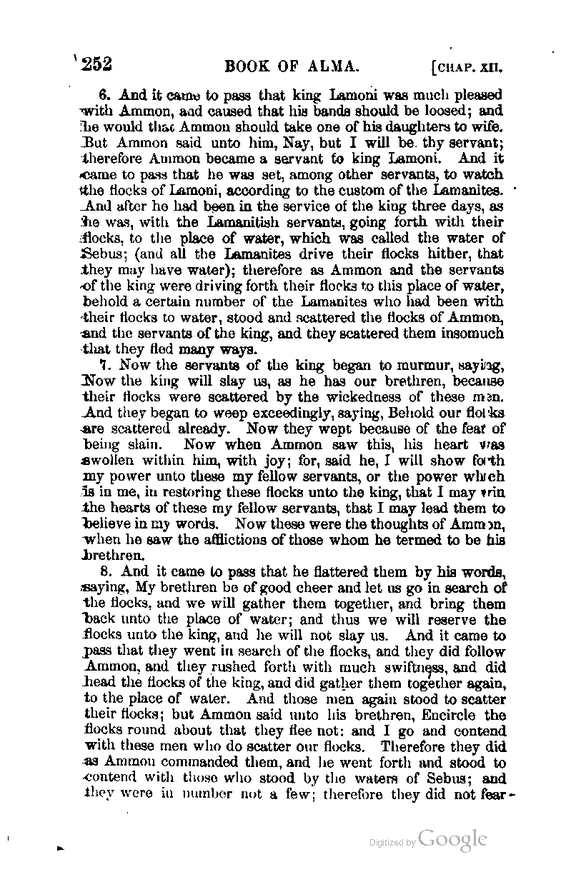 252 BOOK OF ALMA. [CHAP. XII.
6. And it came to pass that king Lamoni was much pleased
with Ammon, and caused that his bands should be loosed; and
he would that Ammon should take one of his daughters to wife.
But Ammon said unto him, Nay, but I will be thy servant;
therefore Ammon became a servant to king Lamoni. And it
came to pass that he was set, among other servants, to watch
the flocks of Lamoni, according to the custom of the Lamanites.
And after he had been in the service of the king three days, as
he was, with the Lamanitish servants, going forth with their
flocks, to the place of water, which was called the water of
Sebus; (and all the Lamanites drive their flocks hither, that
they may have water); therefore as Ammon and the servants
of the king were driving forth their flocks to this place of water,
behold a certain number of the Lamanites who had been with
their flocks to water, stood and scattered the flocks of Ammon,
and the servants of the king, and they scattered them insomuch
that they fled many ways.
7. Now the servants of the king began to murmur, saying,
Now the king will slay us, as he has our brethren, because
their flocks were scattered by the wickedness of these men.
And they began to weep exceedingly, saying, Behold our flocks
are scattered already. Now they wept because of the fear of
being slain. Now when Ammon saw this, his heart was
swollen within him, with joy; for, said he, I will show forth
my power unto these my fellow servants, or the power which
is in me, in restoring these flocks unto the king, that I may win
the hearts of these my fellow servants, that I may lead them to
believe in my words. Now these were the thoughts of Ammon,
when he saw the afflictions of those whom he termed to be his
brethren.
8. And it came to pass that he flattered them by his words,
saying, My brethren be of good cheer and let us go in search of
the flocks, and we will gather them together, and bring them
back unto the place of water; and thus we will reserve the
flocks unto the king, and he will not slay us. And it came to
pass that they went in search of the flocks, and they did follow
Ammon, and they rushed forth with much swiftness, and did
head the flocks of the king, and did gather them together again,
to the place of water. And those men again stood to scatter
their flocks; but Ammon said unto his brethren, Encircle the
flocks round about that they flee not: and I go and contend
with these men who do scatter our flocks. Therefore they did
as Ammon commanded them, and he went forth and stood to
contend with those who stood by the waters of Sebus; and
they were in number not a few; therefore they did not fear-
Digitized by Google